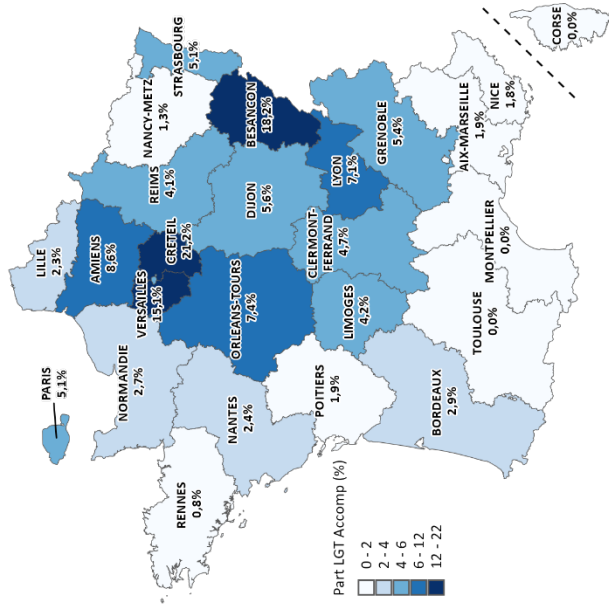 PARIS
5,1%
LILLE
2,3%
AMIENS
8,6%
NORMANDIE
2,7%
VERSAILLES
15,1%
CRETEIL
21,2%
REIMS
4,1%
NANCY-METZ
1,3%
STRASBOURG
5,1%
RENNES
0,8%
NANTES
2,4%
ORLEANS-TOURS
7,4%
DIJON
5,6%
BESANCON
18,2%
POITIERS
1,9%
LIMOGES
4,2%
CLERMONT-
FERRAND
4,7%
LYON
7,1%
GRENOBLE
5,4%
BORDEAUX
2,9%
TOULOUSE
0,0%
MONTPELLIER
0,0%
AIX-MARSEILLE
1,9%
NICE
1,8%
CORSE
0,0%
Part LGT Accomp (%)
0 - 2
2 - 4
4 - 6
6 - 12
12 - 22